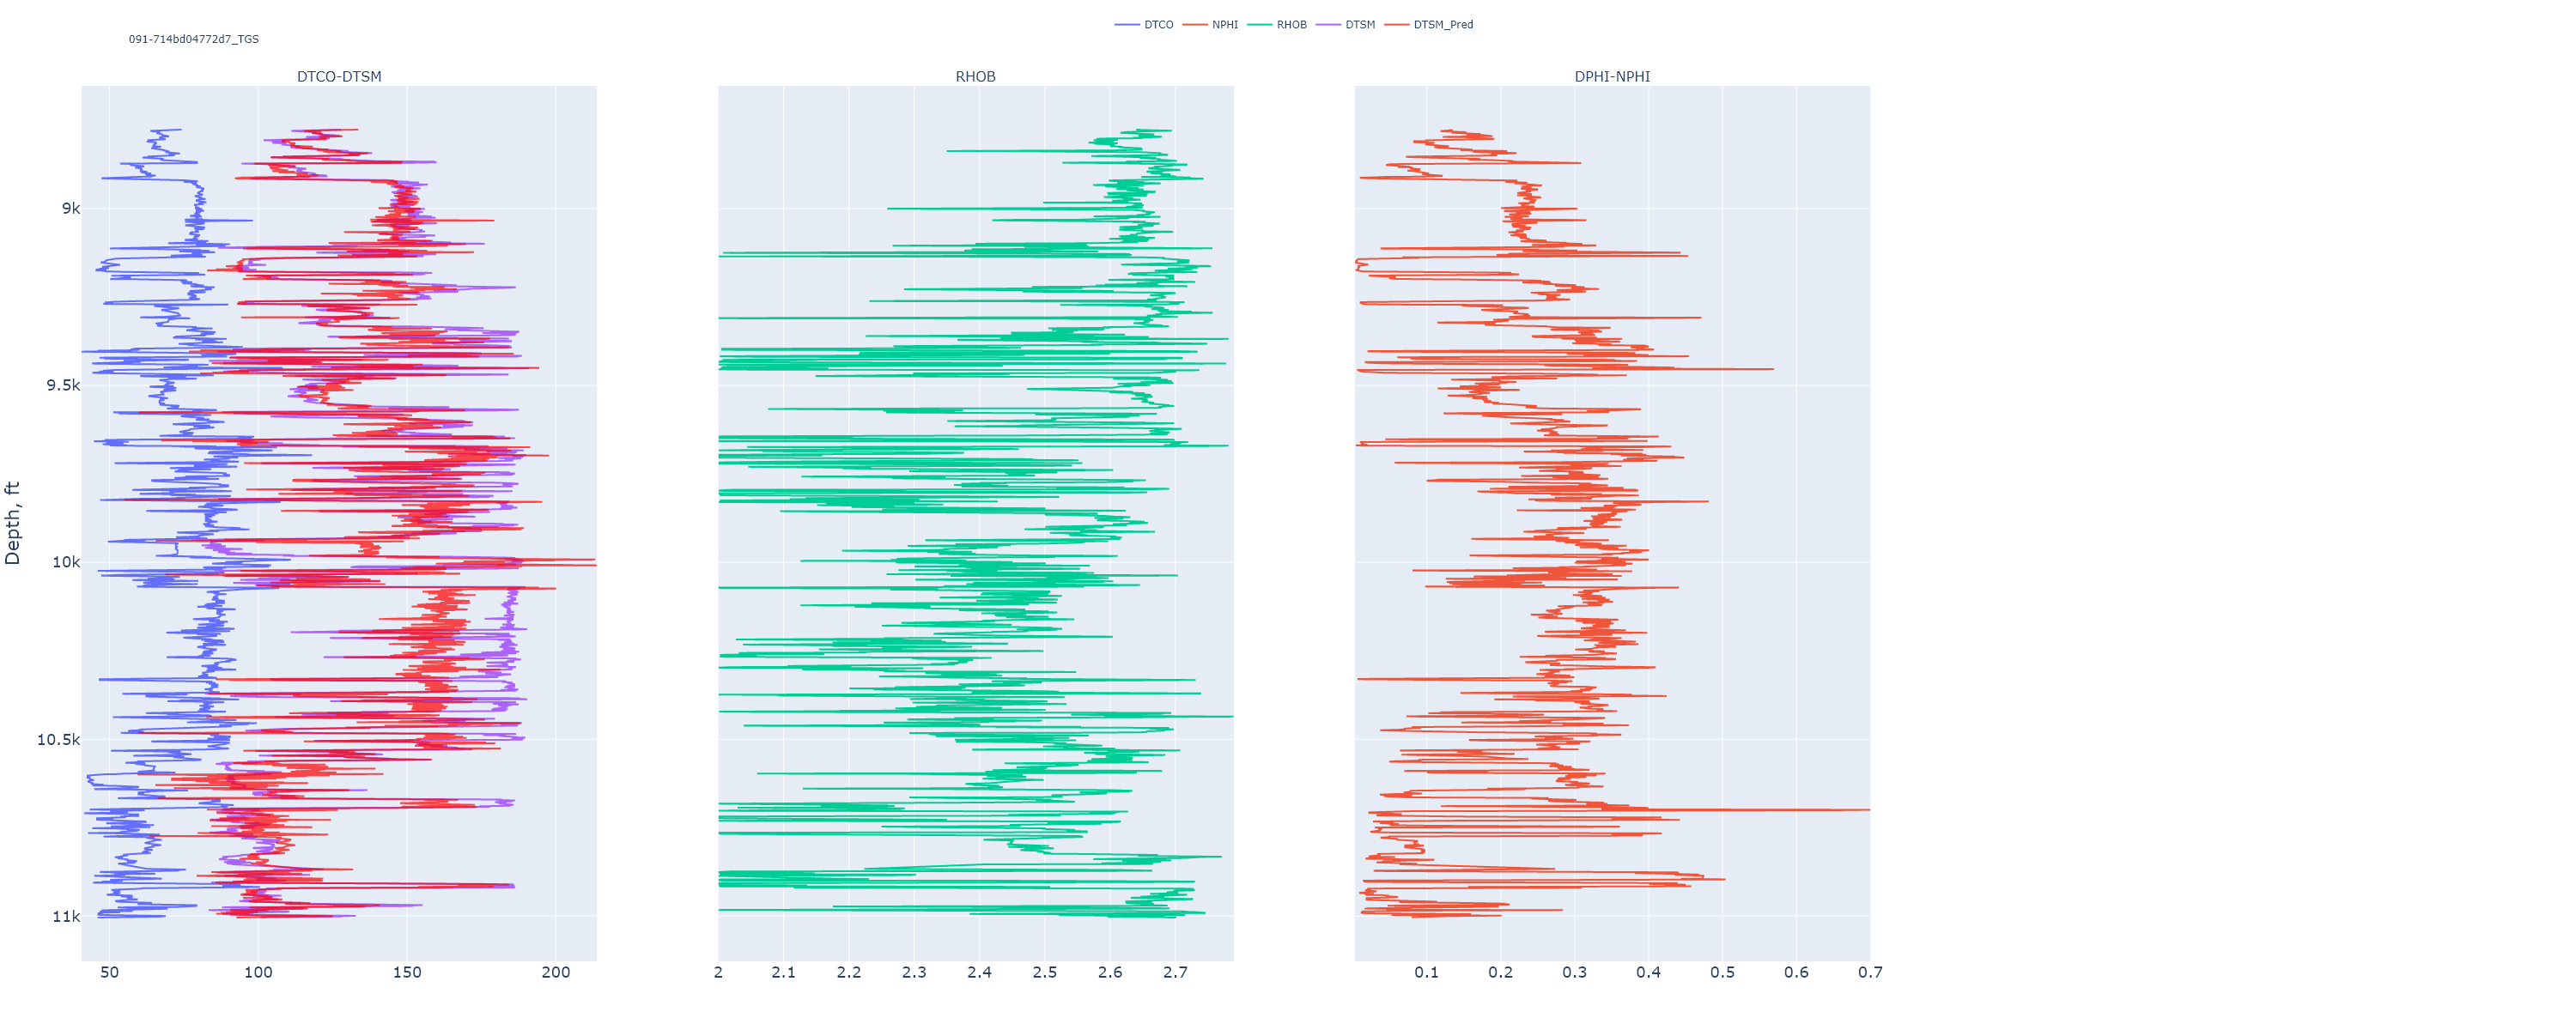 DTCO NPHI RHOB DTSM DTSM_Pred
091-714bd04772d7_TGS
DTCO-DTSM RHOB DPHI-NPHI
Depth, ft
9k
9.5k
10k
10.5k
11k
50 100 150 200
2 2.1 2.2 2.3 2.4 2.5 2.6 2.7
0.1 0.2 0.3 0.4 0.5 0.6 0.7